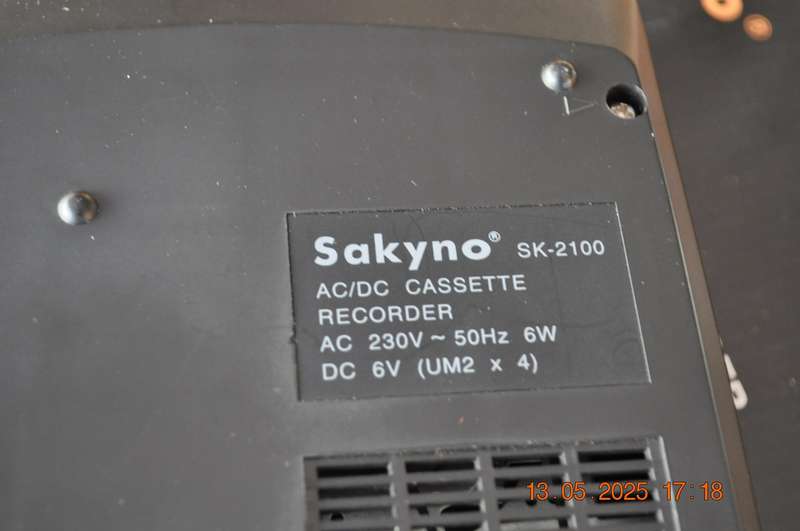 Sakyno® SK-2100
AC/DC CASSETTE
RECORDER
AC 230V ~ 50Hz 6W
DC 6V (UM2 x 4)
13.05.2025 17:18